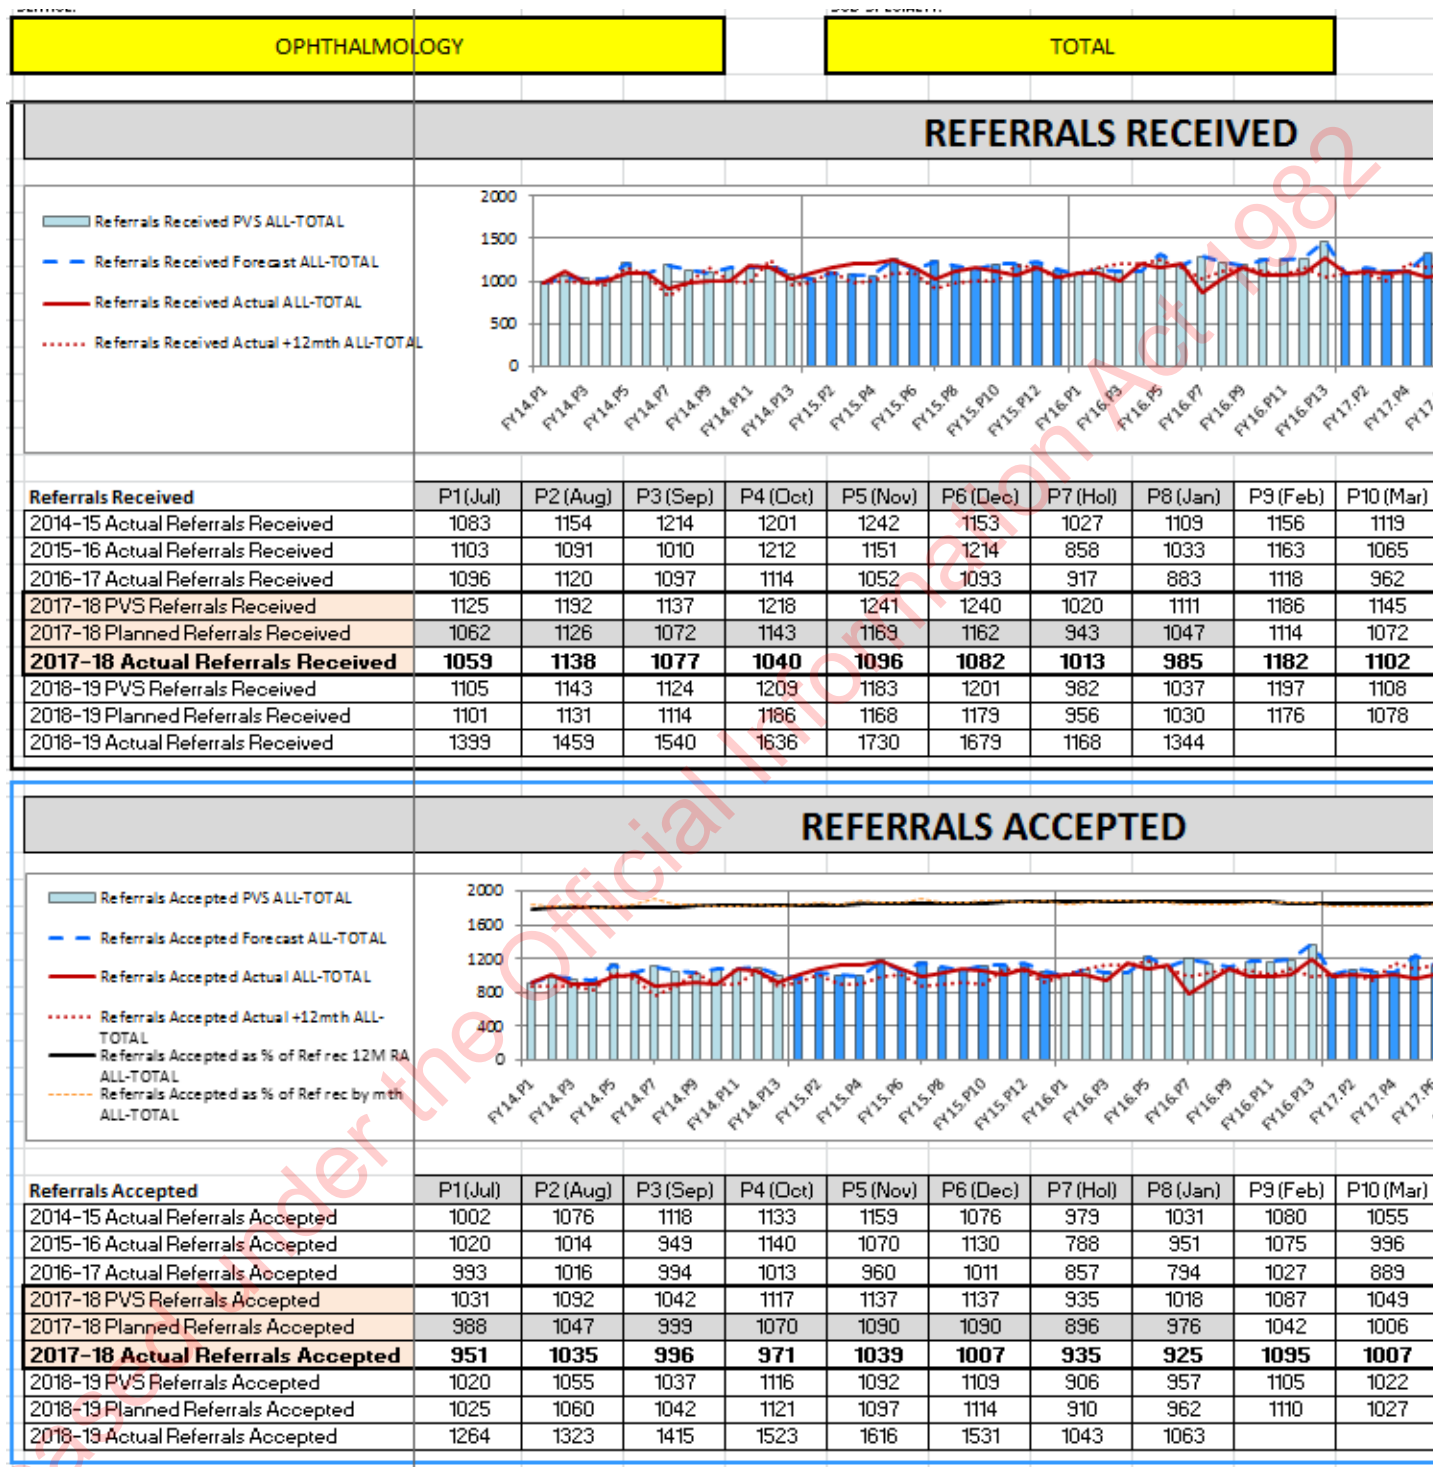 OPHTHALMOLOGY TOTAL
REFERRALS RECEIVED
Referrals Received PVS ALL-TOTAL
Referrals Received Forecast ALL-TOTAL
Referrals Received Actual ALL-TOTAL
Referrals Received Actual +12mth ALL-TOTAL
2000
1500
1000
500
0
FY14.P1 FY14.P3 FY14.P5 FY14.P7 FY14.P9 FY14.P11 FY14.P13 FY15.P2 FY15.P4 FY15.P6 FY15.P8 FY15.P10 FY15.P12 FY16.P1 FY16.P3 FY16.P5 FY16.P7 FY16.P9 FY16.P11 FY16.P13 FY17.P2 FY17.P4 FY17
Referrals Received P1 (Jul) P2 (Aug) P3 (Sep) P4 (Oct) P5 (Nov) P6 (Dec) P7 (Hol) P8 (Jan) P9 (Feb) P10 (Mar)
2014-15 Actual Referrals Received 1083 1154 1214 1201 1242 1153 1027 1109 1156 1119
2015-16 Actual Referrals Received 1103 1091 1010 1212 1151 1214 858 1033 1163 1065
2016-17 Actual Referrals Received 1096 1120 1097 1114 1052 1093 917 883 1118 962
2017-18 PVS Referrals Received 1125 1192 1137 1218 1241 1240 1020 1111 1186 1145
2017-18 Planned Referrals Received 1062 1126 1072 1143 1169 1162 943 1047 1114 1072
2017-18 Actual Referrals Received 1059 1138 1077 1040 1096 1082 1013 985 1182 1102
2018-19 PVS Referrals Received 1105 1143 1124 1209 1183 1201 982 1037 1197 1108
2018-19 Planned Referrals Received 1101 1131 1114 1186 1168 1179 956 1030 1176 1078
2018-19 Actual Referrals Received 1399 1459 1540 1636 1730 1679 1168 1344
REFERRALS ACCEPTED
Referrals Accepted PVS ALL-TOTAL
Referrals Accepted Forecast ALL-TOTAL
Referrals Accepted Actual ALL-TOTAL
Referrals Accepted Actual +12mth ALL-
TOTAL
Referrals Accepted as % of Ref rec 12M RA
ALL-TOTAL
Referrals Accepted as % of Ref rec by mth
ALL-TOTAL
2000
1600
1200
800
400
0
FY14.P1 FY14.P3 FY14.P5 FY14.P7 FY14.P9 FY14.P11 FY14.P13 FY15.P2 FY15.P4 FY15.P6 FY15.P8 FY15.P10 FY15.P12 FY16.P1 FY16.P3 FY16.P5 FY16.P7 FY16.P9 FY16.P11 FY16.P13 FY17.P2 FY17.P4 FY17.P6
Referrals Accepted P1 (Jul) P2 (Aug) P3 (Sep) P4 (Oct) P5 (Nov) P6 (Dec) P7 (Hol) P8 (Jan) P9 (Feb) P10 (Mar)
2014-15 Actual Referrals Accepted 1002 1076 1118 1133 1159 1076 979 1031 1080 1055
2015-16 Actual Referrals Accepted 1020 1014 949 1140 1070 1130 788 951 1075 996
2016-17 Actual Referrals Accepted 993 1016 994 1013 960 1011 857 794 1027 889
2017-18 PVS Referrals Accepted 1031 1092 1042 1117 1137 1137 935 1018 1087 1049
2017-18 Planned Referrals Accepted 988 1047 999 1070 1090 1090 896 976 1042 1006
2017-18 Actual Referrals Accepted 951 1035 996 971 1039 1007 935 925 1095 1007
2018-19 PVS Referrals Accepted 1020 1055 1037 1116 1092 1109 906 957 1105 1022
2018-19 Planned Referrals Accepted 1025 1060 1042 1121 1097 1114 910 962 1110 1027
2018-19 Actual Referrals Accepted 1264 1323 1415 1523 1616 1531 1043 1063
ased under the Official Information Act 1982